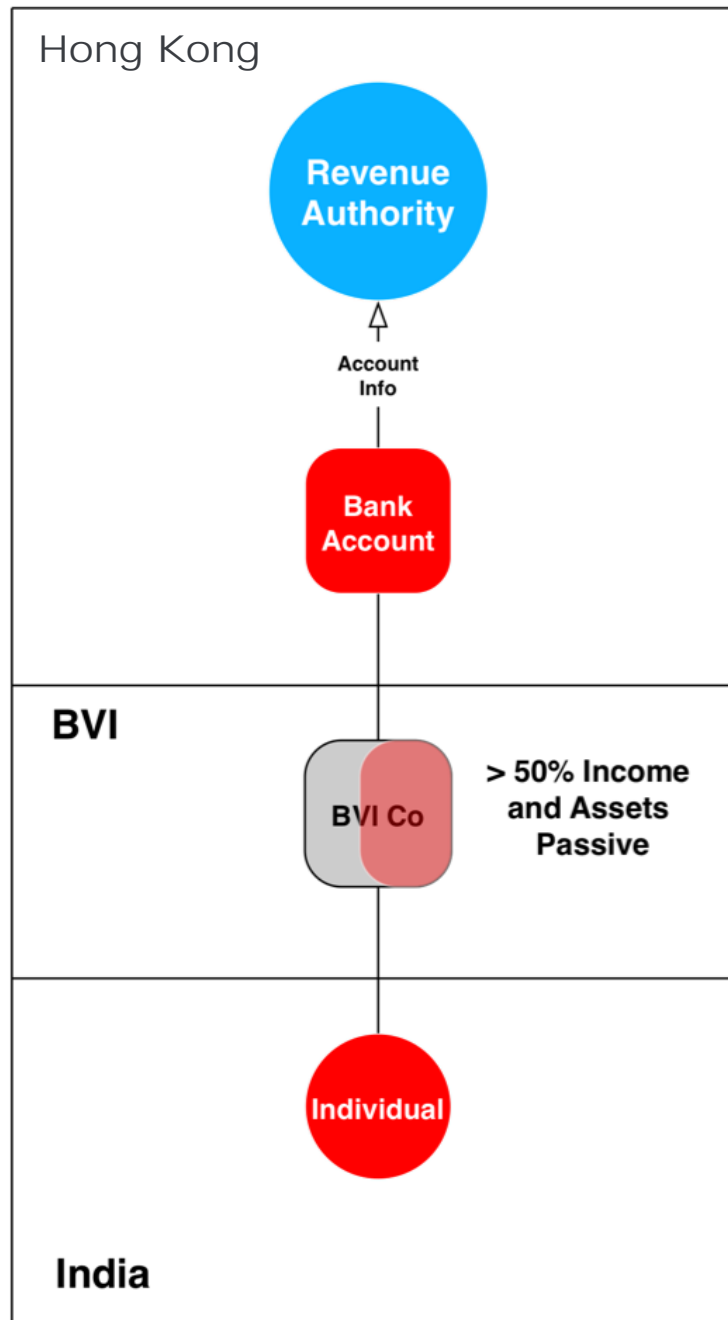 Hong Kong
Revenue
Authority
Account
Info
Bank
Account
BVI
BVI Co
> 50% Income
and Assets
Passive
Individual
India